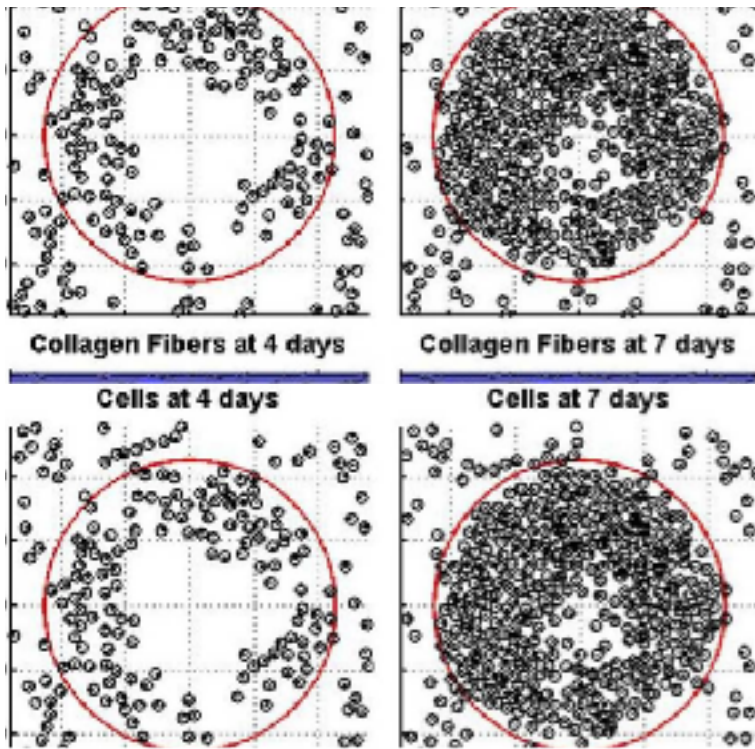 Collagen Fibers at 4 days
Collagen Fibers at 7 days
Cells at 4 days
Cells at 7 days